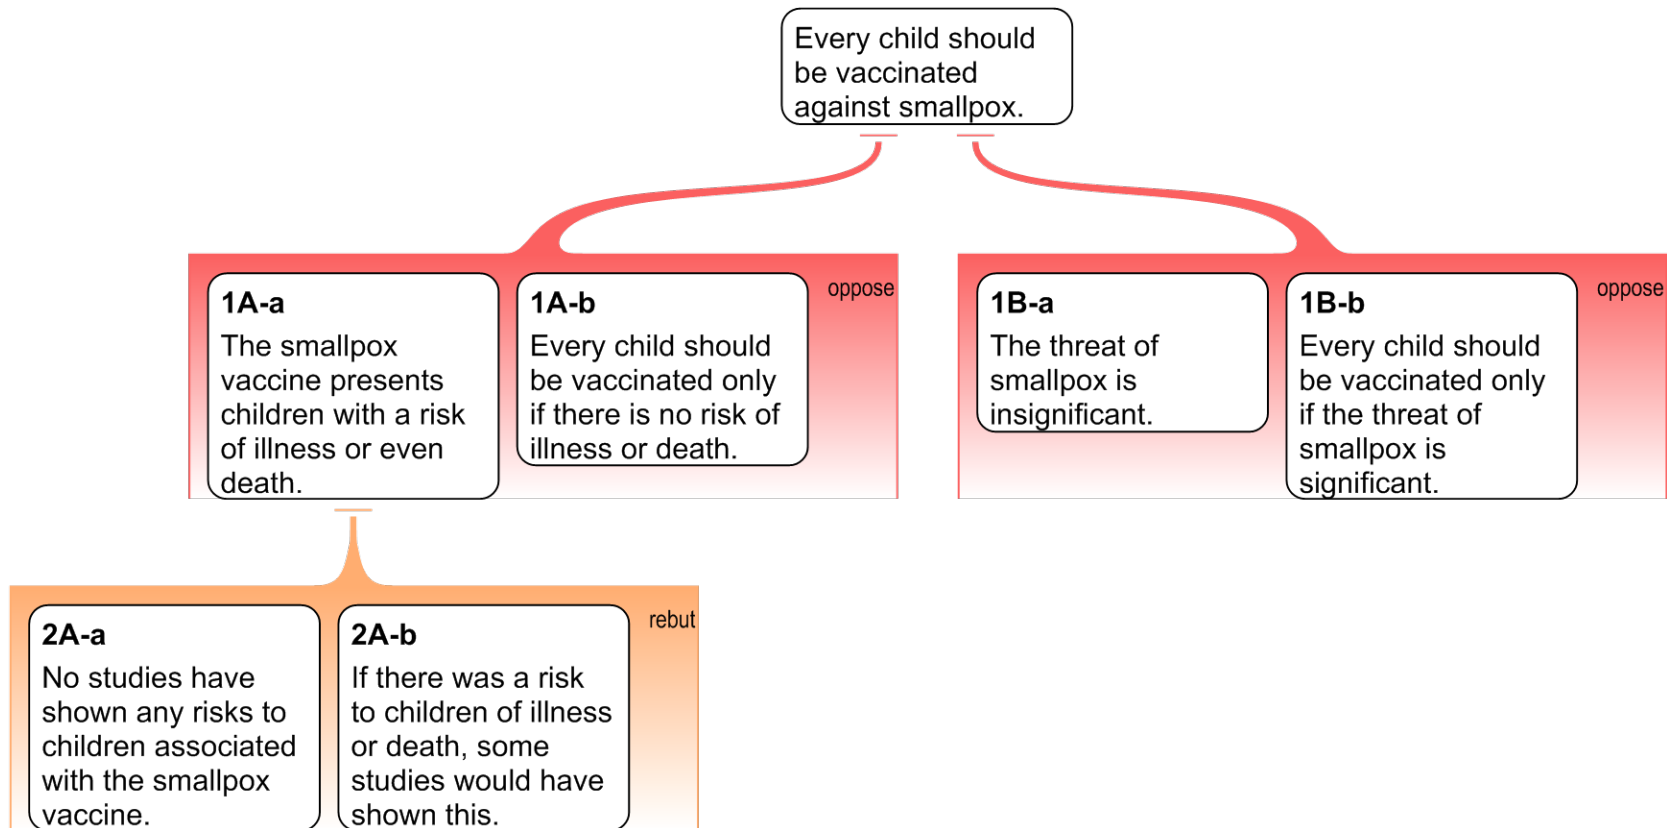 Every child should
be vaccinated
against smallpox.
1A-a
The smallpox
vaccine presents
children with a risk
of illness or even
death.
1A-b
Every child should
be vaccinated only
if there is no risk of
illness or death.
oppose
1B-a
The threat of
smallpox is
insignificant.
1B-b
Every child should
be vaccinated only
if the threat of
smallpox is
significant.
oppose
2A-a
No studies have
shown any risks to
children associated
with the smallpox
vaccine.
2A-b
If there was a risk
to children of illness
or death, some
studies would have
shown this.
rebut